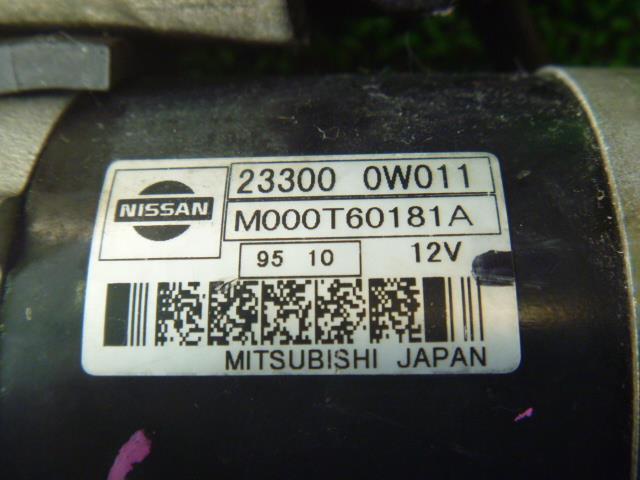 NISSAN
23300 0W011
M000T60181A
95 10 12V
MITSUBISHI JAPAN